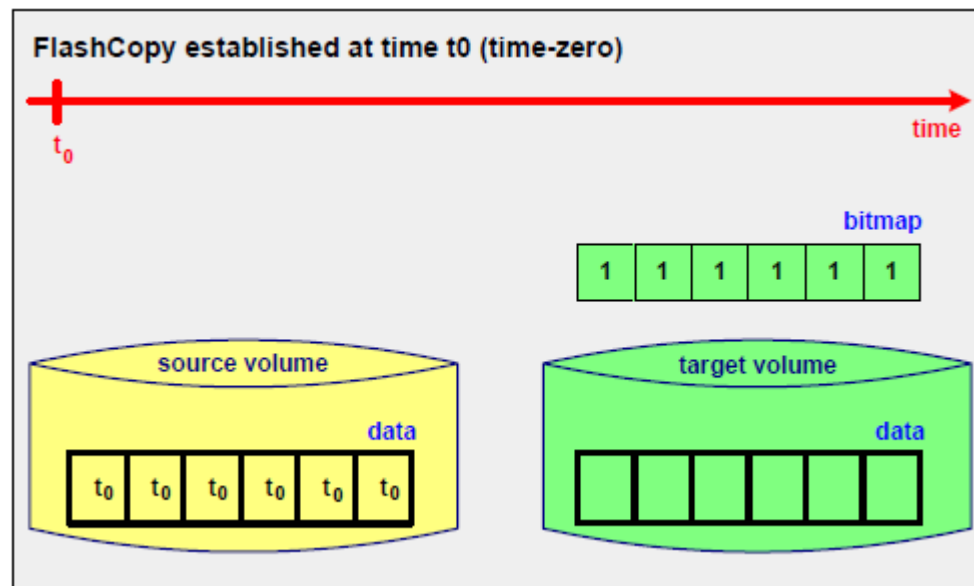 FlashCopy established at time t0 (time-zero)
time
t0
bitmap
1 1 1 1 1 1
source volume
target volume
data
data
t0 t0 t0 t0 t0 t0